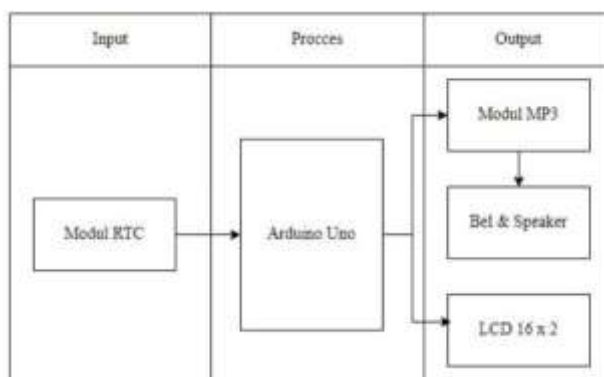 Input
Procces
Output
Modul RTC
Arduino Uno
Modul MP3
Bel & Speaker
LCD 16 x 2